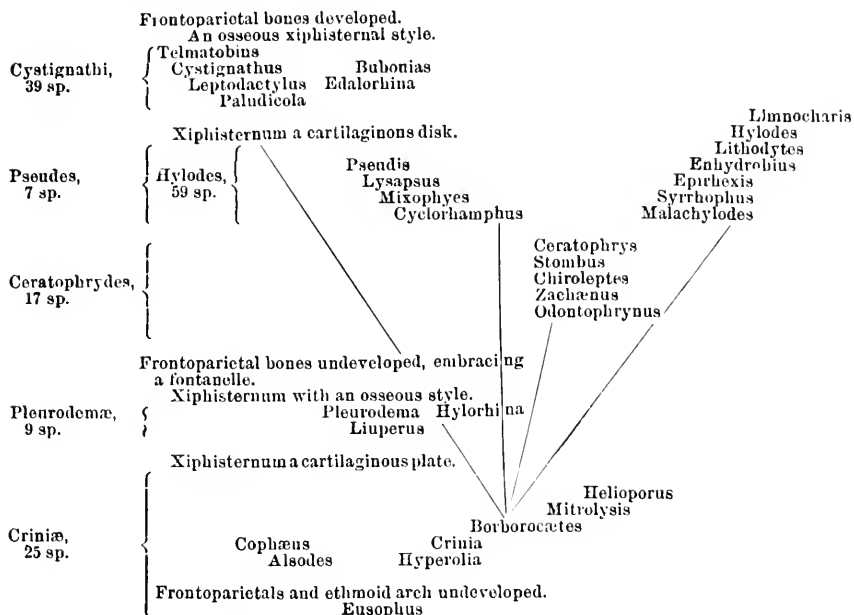 Frontoparietal bones developed.
An osseous xiphisternal style.
Telmatobius
Cystignathi,
39 sp.
Cystignathus Bubonias
Leptodactylus Edalorhina
Paludicola
Limnocharis
Hylodes
Lithodytes
Enhydrobius
Epirhexis
Syrrhophus
Malachylodes
Xiphisternum a cartilaginous disk.
Pseudes,
7 sp.
Hylodes,
59 sp.
Pseudis
Lysapsus
Mixophyes
Cyclorhamphus
Ceratophrydes,
17 sp.
Ceratophrys
Stombus
Chiroleptes
Zachænus
Odontophrynus
Frontoparietal bones undeveloped, embracing
a fontanelle.
Xiphisternum with an osseous style.
Pleurodemæ,
9 sp.
Pleurodema Hylorhina
Liuperus
Xiphisternum a cartilaginous plate.
Criniæ,
25 sp.
Helioporus
Mitrolysis
Borborocætes
Cophæus Crinia
Alsodes Hyperolia
Frontoparietals and ethmoid arch undeveloped.
Eusophus